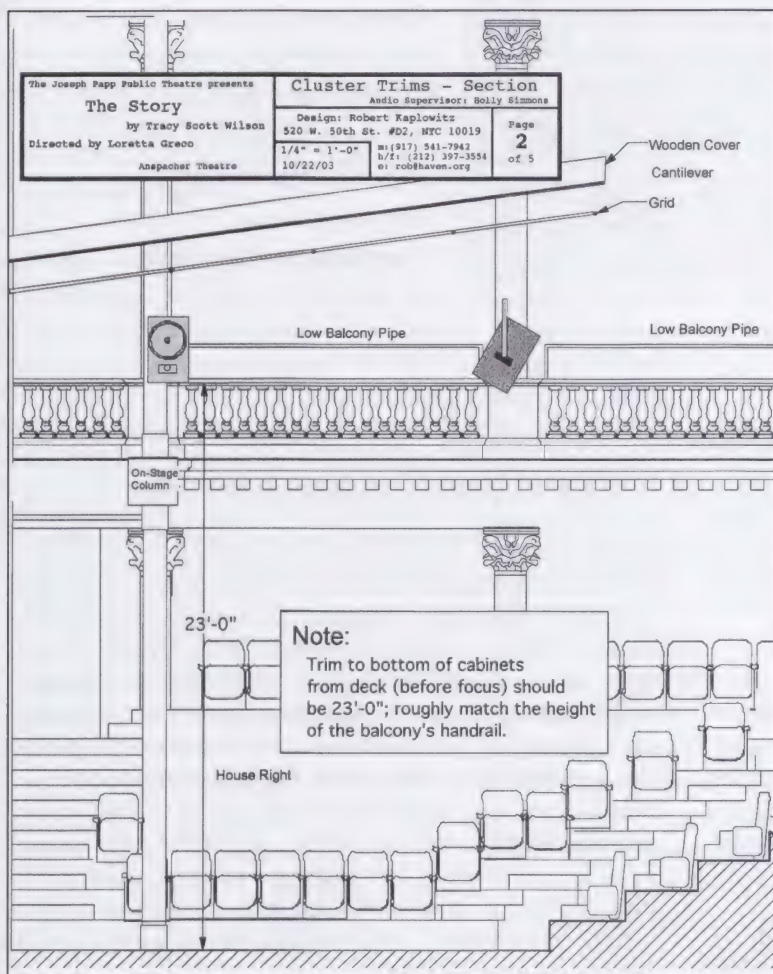 The Joseph Papp Public Theatre presents
The Story
by Tracy Scott Wilson
Directed by Loretta Greco
Anspacher Theatre
Cluster Trims - Section
Audio Supervisor: Holly Simmons
Design: Robert Kaplowitz
520 W. 50th St. #D2, NYC 10019
1/4" = 1'-0"
10/22/03
m:(917) 541-7942
h/f: (212) 397-3554
e: rob@haven.org
Page
2
of 5
Wooden Cover
Cantilever
Grid
Low Balcony Pipe
Low Balcony Pipe
On-Stage
Column
23'-0"
Note:
Trim to bottom of cabinets
from deck (before focus) should
be 23'-0"; roughly match the height
of the balcony's handrail.
House Right